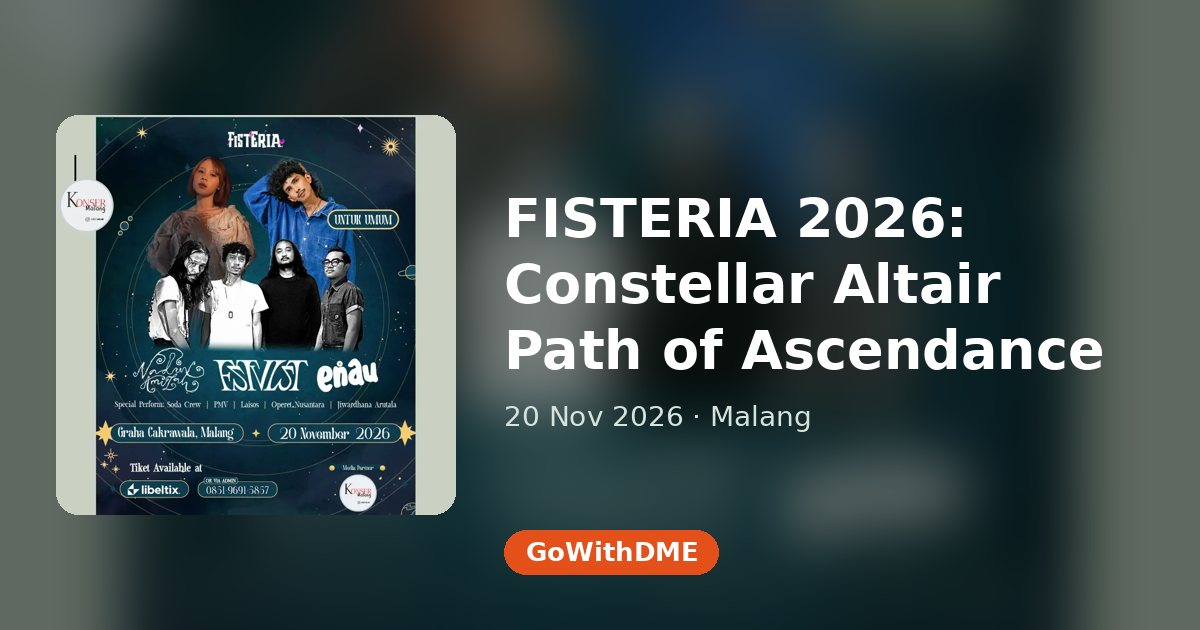 FISTERIA
KONSER
Malang
UNTUK UMUM
Nadhif Amizah
FSTVLST
enau
Special Perform: Soda Crew | PMV | Laisos | Operet_Nusantara | Jiwardhana Arutala
Graha Cakrawala, Malang
20 November 2026
Tiket Available at
libeltix.
OR VIA ADMIN
0851-9691-5857
Media Partner
KONSER
Malang
FISTERIA 2026:
Constellar Altair
Path of Ascendance
20 Nov 2026 · Malang
GoWithDME